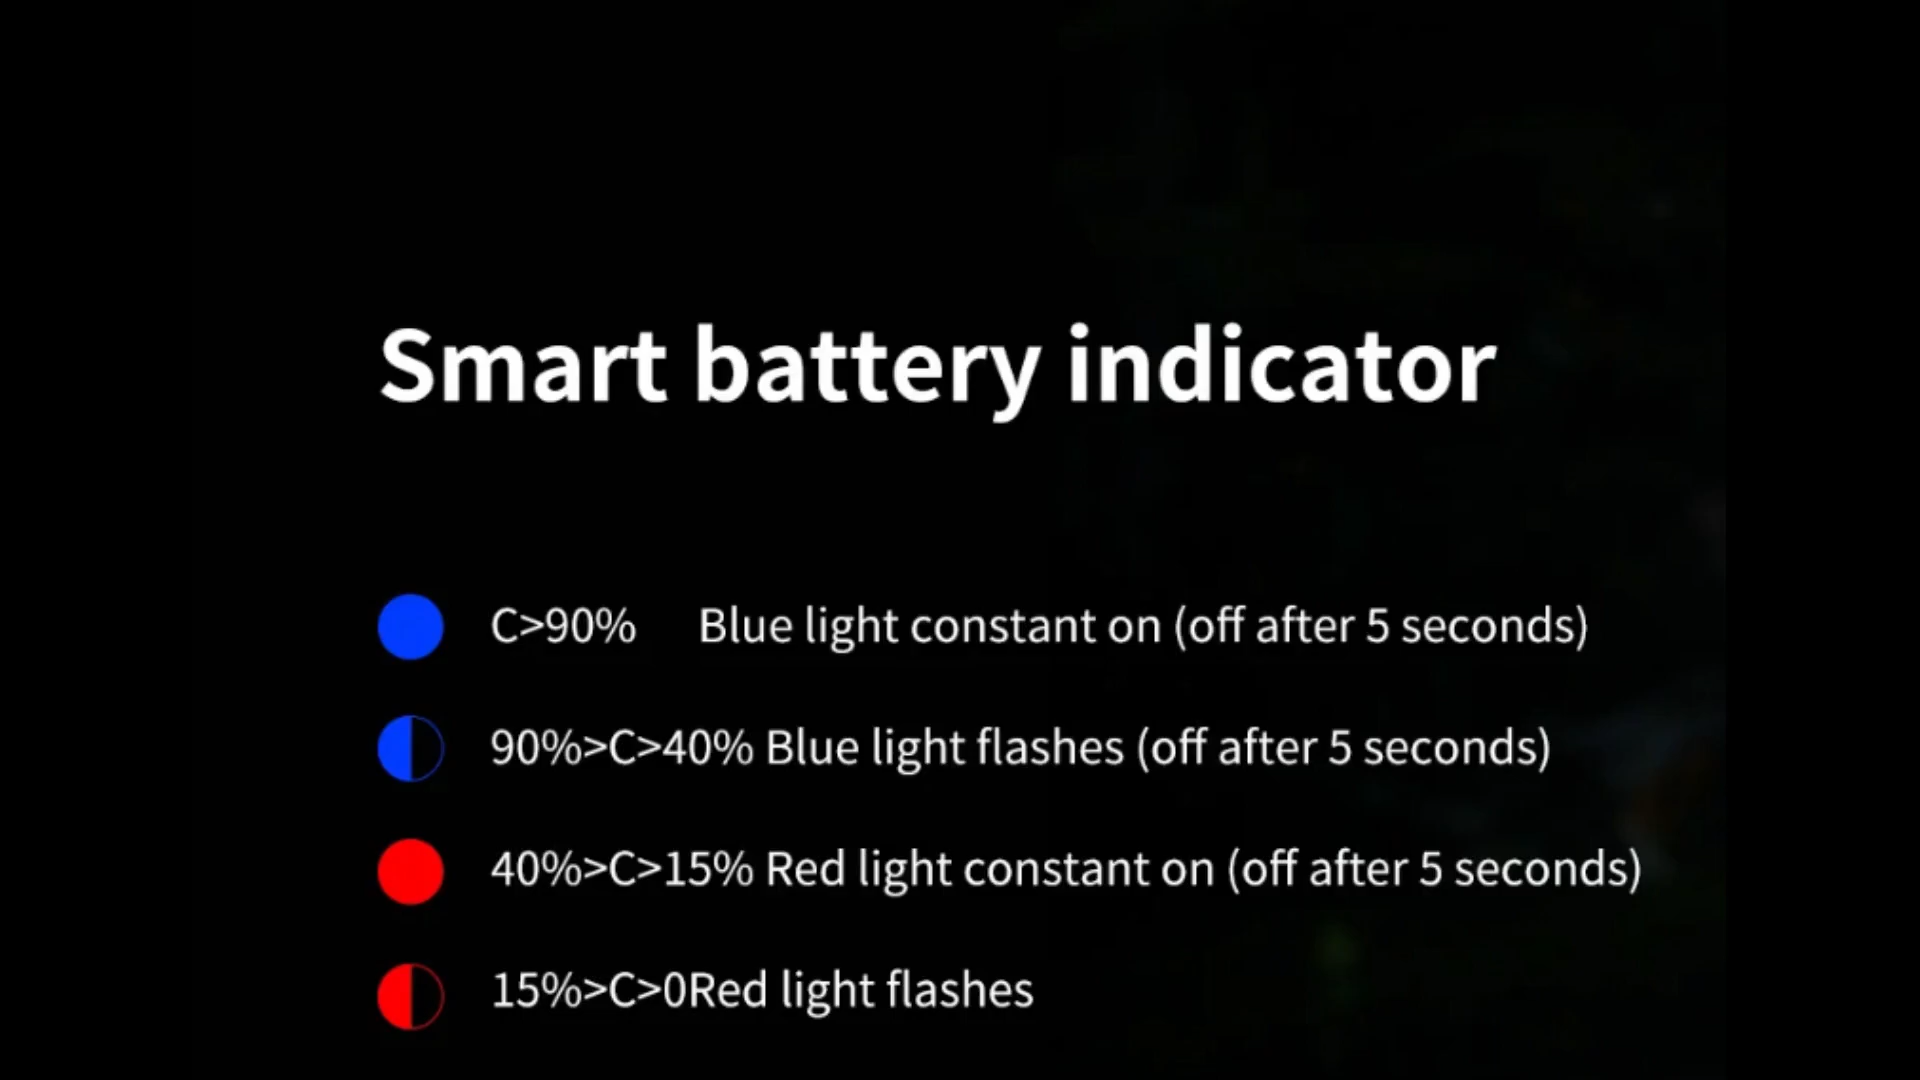 Smart battery indicator
C>90% Blue light constant on (off after 5 seconds)
90%>C>40% Blue light flashes (off after 5 seconds)
40%>C>15% Red light constant on (off after 5 seconds)
15%>C>0Red light flashes